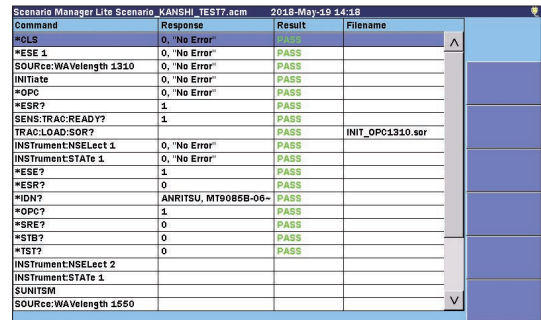 Scenario Manager Lite Scenario_KANSHI_TEST7.acm 2018-May-19 14:18
Command Response Result Filename
*CLS 0, "No Error" PASS
*ESE 1 0, "No Error" PASS
SOURce:WAVelength 1310 0, "No Error" PASS
INITiate 0, "No Error" PASS
*OPC 0, "No Error" PASS
*ESR? 1 PASS
SENS:TRAC:READY? 1 PASS
TRAC:LOAD:SOR? PASS INIT_OPC1310.sor
INSTrument:NSELect 1 0, "No Error" PASS
INSTrument:STATe 1 0, "No Error" PASS
*ESE? 1 PASS
*ESR? 0 PASS
*IDN? ANRITSU, MT9085B-06~ PASS
*OPC? 1 PASS
*SRE? 0 PASS
*STB? 0 PASS
*TST? 0 PASS
INSTrument:NSELect 2
INSTrument:STATe 1
SUNITSM
SOURce:WAVelength 1550